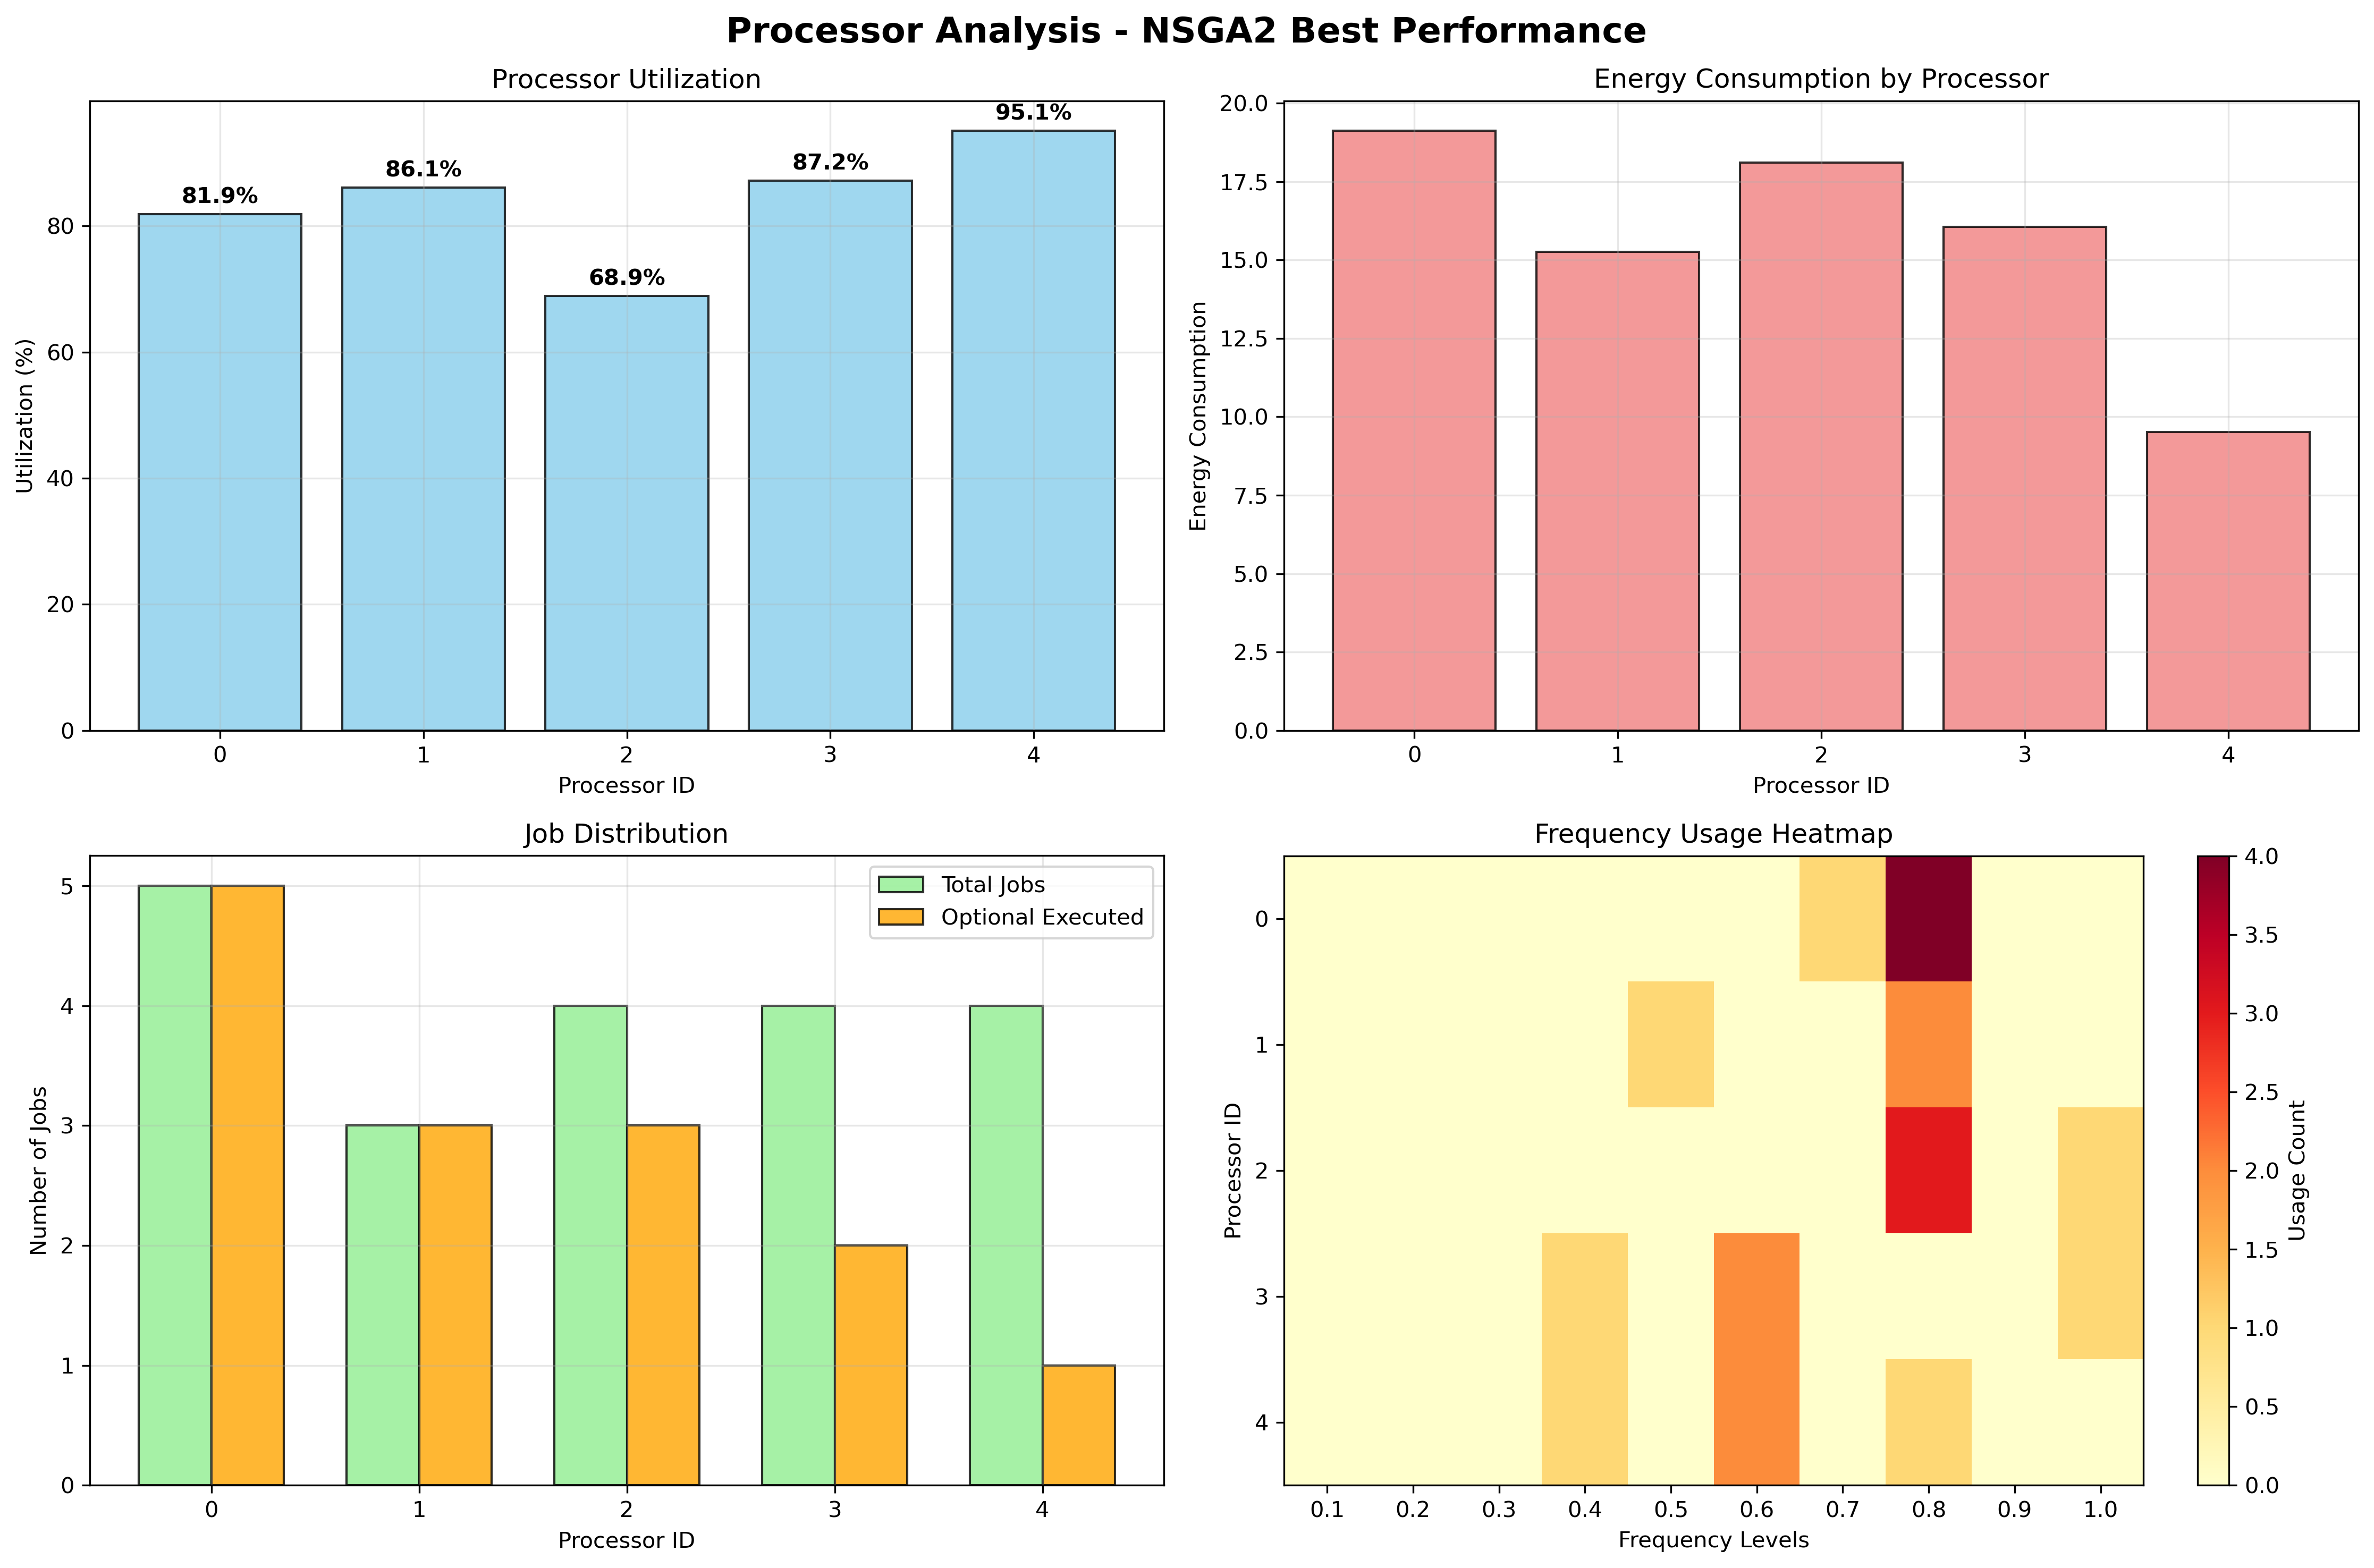 Processor Analysis - NSGA2 Best Performance
Processor Utilization
Utilization (%)
80
60
40
20
0
81.9%
86.1%
68.9%
87.2%
95.1%
0 1 2 3 4
Processor ID
Energy Consumption by Processor
Energy Consumption
20.0
17.5
15.0
12.5
10.0
7.5
5.0
2.5
0.0
0 1 2 3 4
Processor ID
Job Distribution
Number of Jobs
5
4
3
2
1
0
Total Jobs
Optional Executed
0 1 2 3 4
Processor ID
Frequency Usage Heatmap
Processor ID
0
1
2
3
4
0.1 0.2 0.3 0.4 0.5 0.6 0.7 0.8 0.9 1.0
Frequency Levels
4.0
3.5
3.0
2.5
2.0
1.5
1.0
0.5
0.0
Usage Count